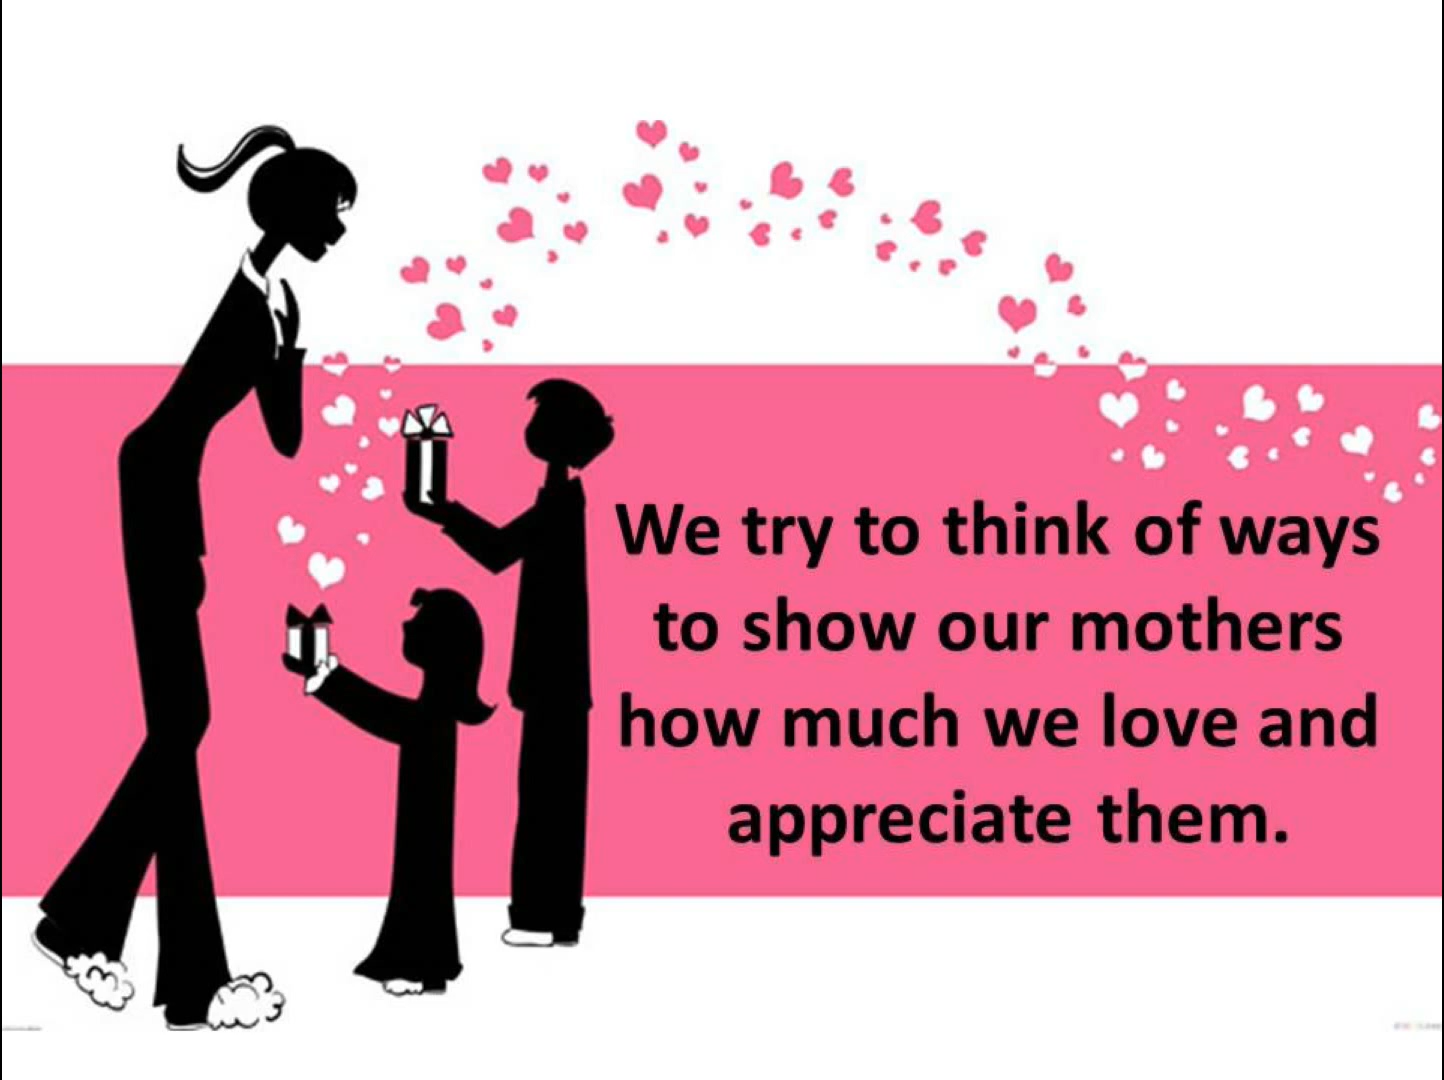 We try to think of ways
to show our mothers
how much we love and
appreciate them.